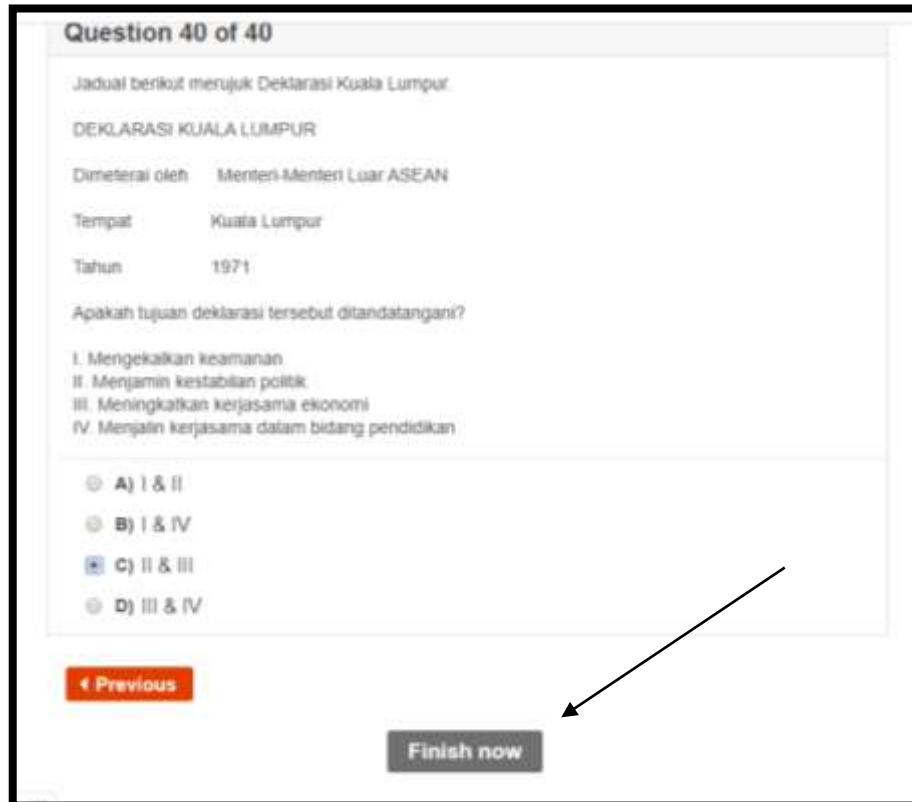 Question 40 of 40
Jadual berikut merujuk Deklarasi Kuala Lumpur.
DEKLARASI KUALA LUMPUR
Dimeterai oleh Menteri-Menteri Luar ASEAN
Tempat Kuala Lumpur
Tahun 1971
Apakah tujuan deklarasi tersebut ditandatangani?
I. Mengekalkan keamanan
II. Menjamin kestabilan politik
III. Meningkatkan kerjasama ekonomi
IV. Menjalin kerjasama dalam bidang pendidikan
A) I & II
B) I & IV
C) II & III
D) III & IV
Previous
Finish now